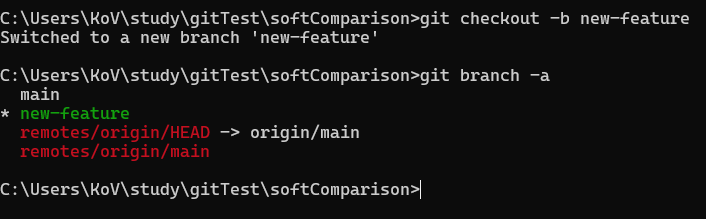 C:\Users\KoV\study\gitTest\softComparison>git checkout -b new-feature
Switched to a new branch 'new-feature'
C:\Users\KoV\study\gitTest\softComparison>git branch -a
  main
* new-feature
  remotes/origin/HEAD -> origin/main
  remotes/origin/main
C:\Users\KoV\study\gitTest\softComparison>